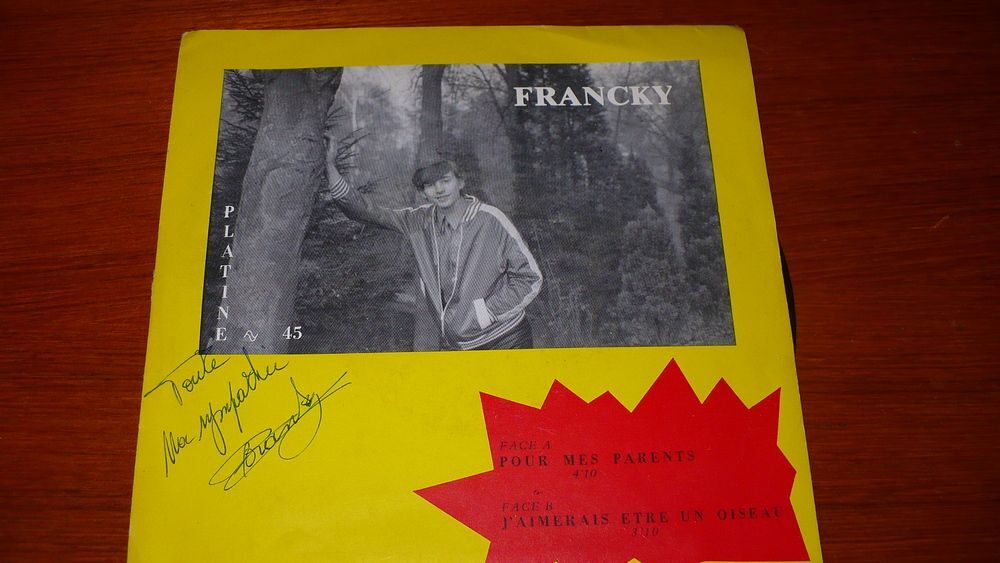 FRANCKY
PLATINE ~ 45
Toute
Ma sympathie
Francky
FACE A
POUR MES PARENTS
4'10
FACE B
J'AIMERAIS ETRE UN OISEAU
3'10